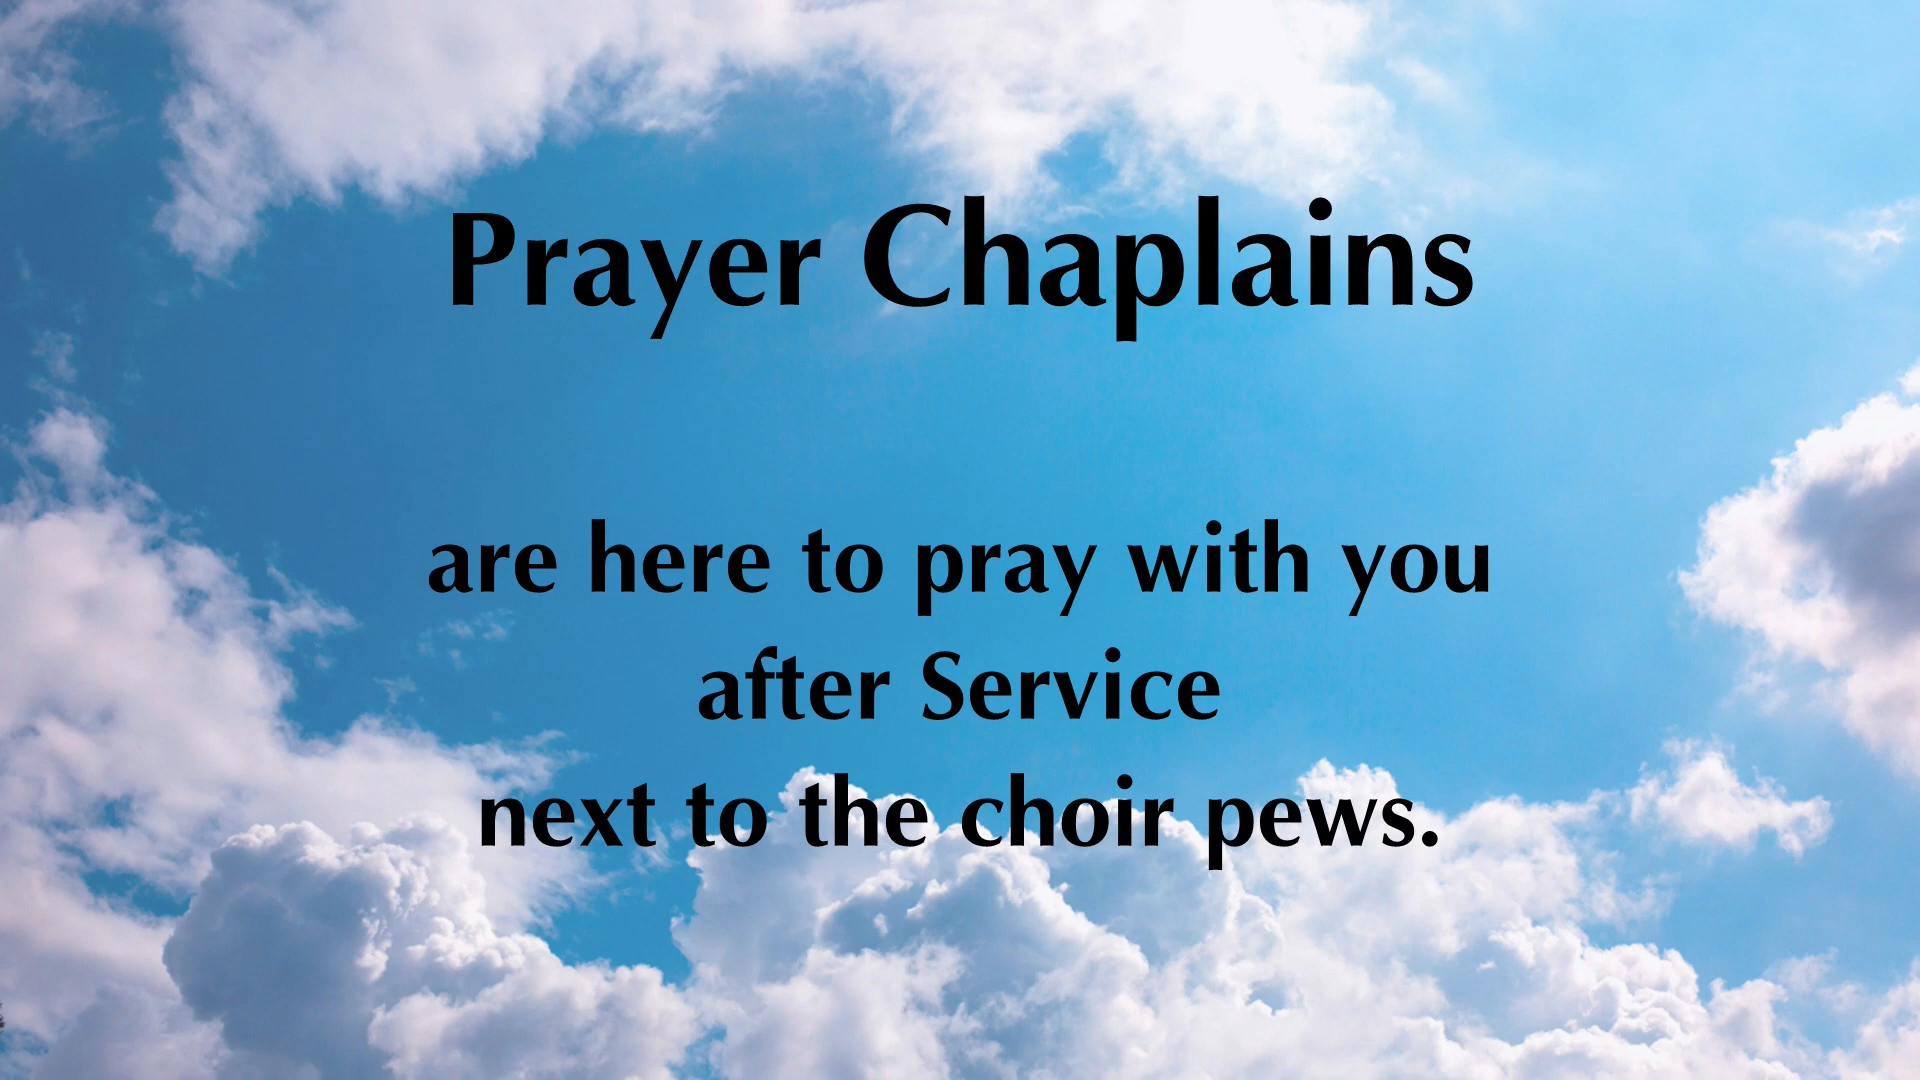 Prayer Chaplains
are here to pray with you
after Service
next to the choir pews.